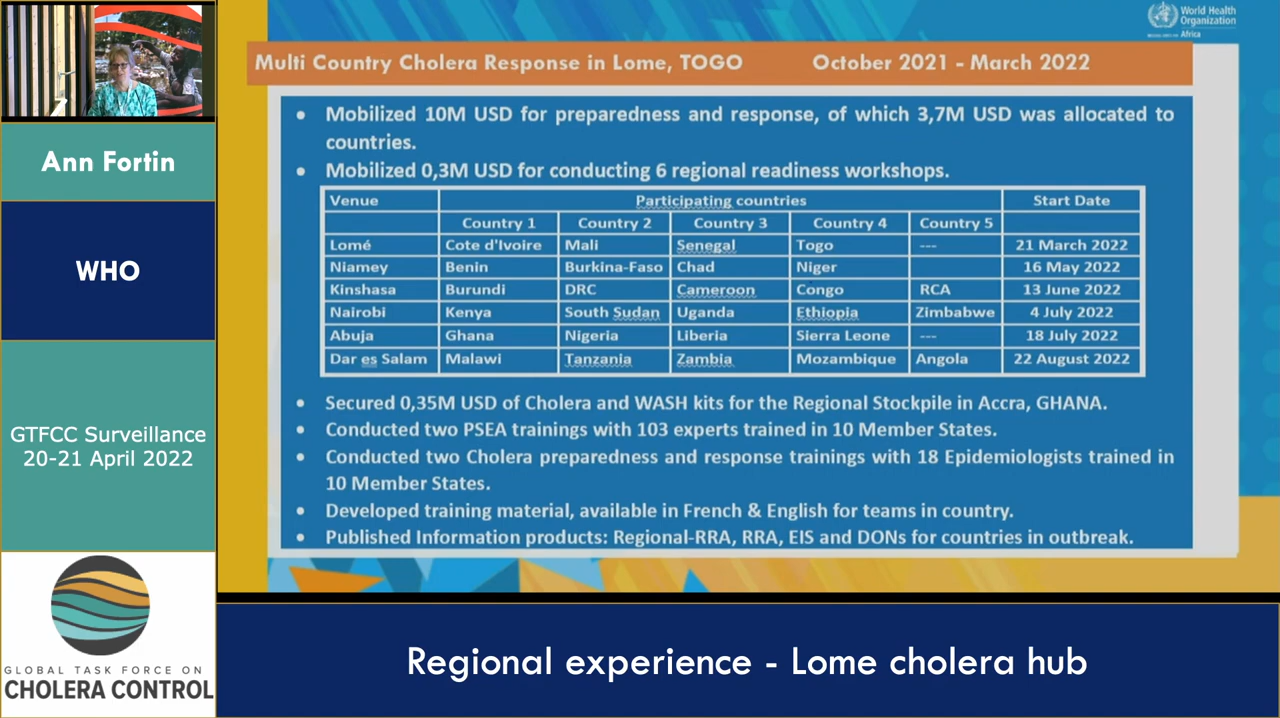 World Health
Organization
Africa
Multi Country Cholera Response in Lome, TOGO October 2021 - March 2022
• Mobilized 10M USD for preparedness and response, of which 3,7M USD was allocated to
countries.
• Mobilized 0,3M USD for conducting 6 regional readiness workshops.
Venue Participating countries Start Date
Country 1 Country 2 Country 3 Country 4 Country 5
Lomé Cote d'Ivoire Mali Senegal Togo --- 21 March 2022
Niamey Benin Burkina-Faso Chad Niger 16 May 2022
Kinshasa Burundi DRC Cameroon Congo RCA 13 June 2022
Nairobi Kenya South Sudan Uganda Ethiopia Zimbabwe 4 July 2022
Abuja Ghana Nigeria Liberia Sierra Leone --- 18 July 2022
Dar es Salam Malawi Tanzania Zambia Mozambique Angola 22 August 2022
• Secured 0,35M USD of Cholera and WASH kits for the Regional Stockpile in Accra, GHANA.
• Conducted two PSEA trainings with 103 experts trained in 10 Member States.
• Conducted two Cholera preparedness and response trainings with 18 Epidemiologists trained in
10 Member States.
• Developed training material, available in French & English for teams in country.
• Published Information products: Regional-RRA, RRA, EIS and DONs for countries in outbreak.
Ann Fortin
WHO
GTFCC Surveillance
20-21 April 2022
GLOBAL TASK FORCE ON
CHOLERA CONTROL
Regional experience - Lome cholera hub